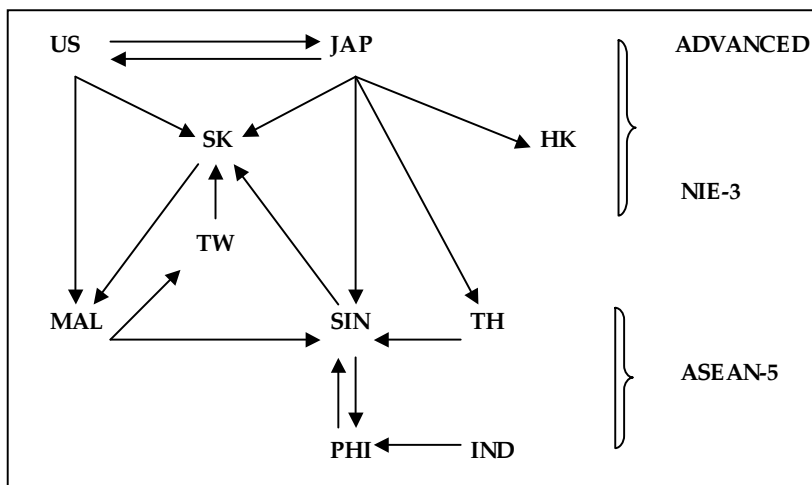 US JAP ADVANCED
SK HK
NIE-3
TW
MAL SIN TH
ASEAN-5
PHI IND